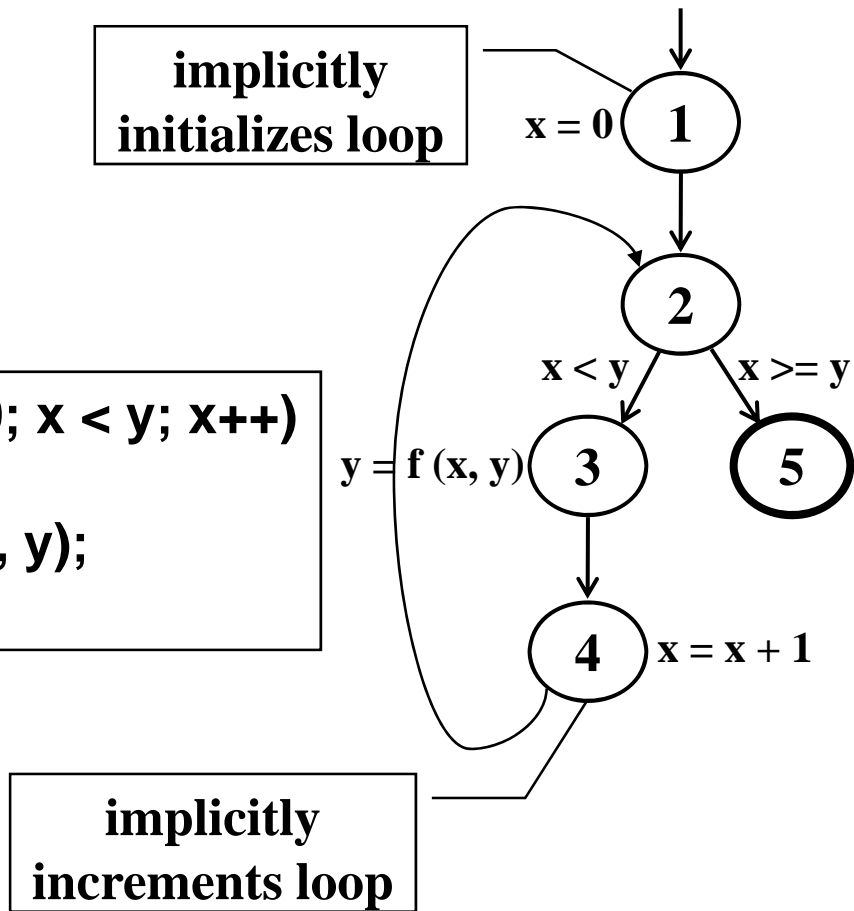 implicitly
initializes loop
x = 0
1
2
x < y
x >= y
; x < y; x++)
y = f (x, y)
3
5
, y);
4
x = x + 1
implicitly
increments loop